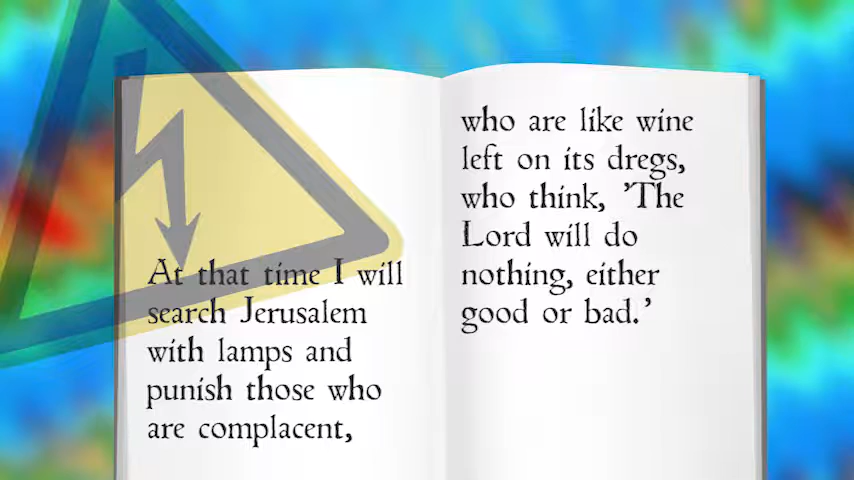 At that time I will
search Jerusalem
with lamps and
punish those who
are complacent,
who are like wine
left on its dregs,
who think, 'The
Lord will do
nothing, either
good or bad.'